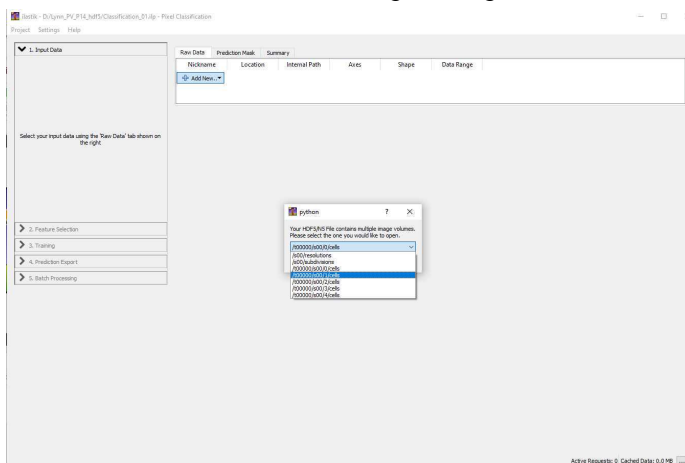 ilastik - D:/Lynn_PV_P14_hdf5/Classification_01.ilp - Pixel Classification
Project Settings Help
1. Input Data
Raw Data Prediction Mask Summary
Nickname Location Internal Path Axes Shape Data Range
Add New...
Select your input data using the 'Raw Data' tab shown on
the right
python ? ×
Your HDF5/N5 File contains multiple image volumes.
Please select the one you would like to open.
/t00000/s00/0/cells
/s00/resolutions
/s00/subdivisions
/t00000/s00/0/cells
/t00000/s00/1/cells
/t00000/s00/2/cells
/t00000/s00/3/cells
/t00000/s00/4/cells
2. Feature Selection
3. Training
4. Prediction Export
5. Batch Processing
Active Requests: 0 Cached Data: 0.0 MB